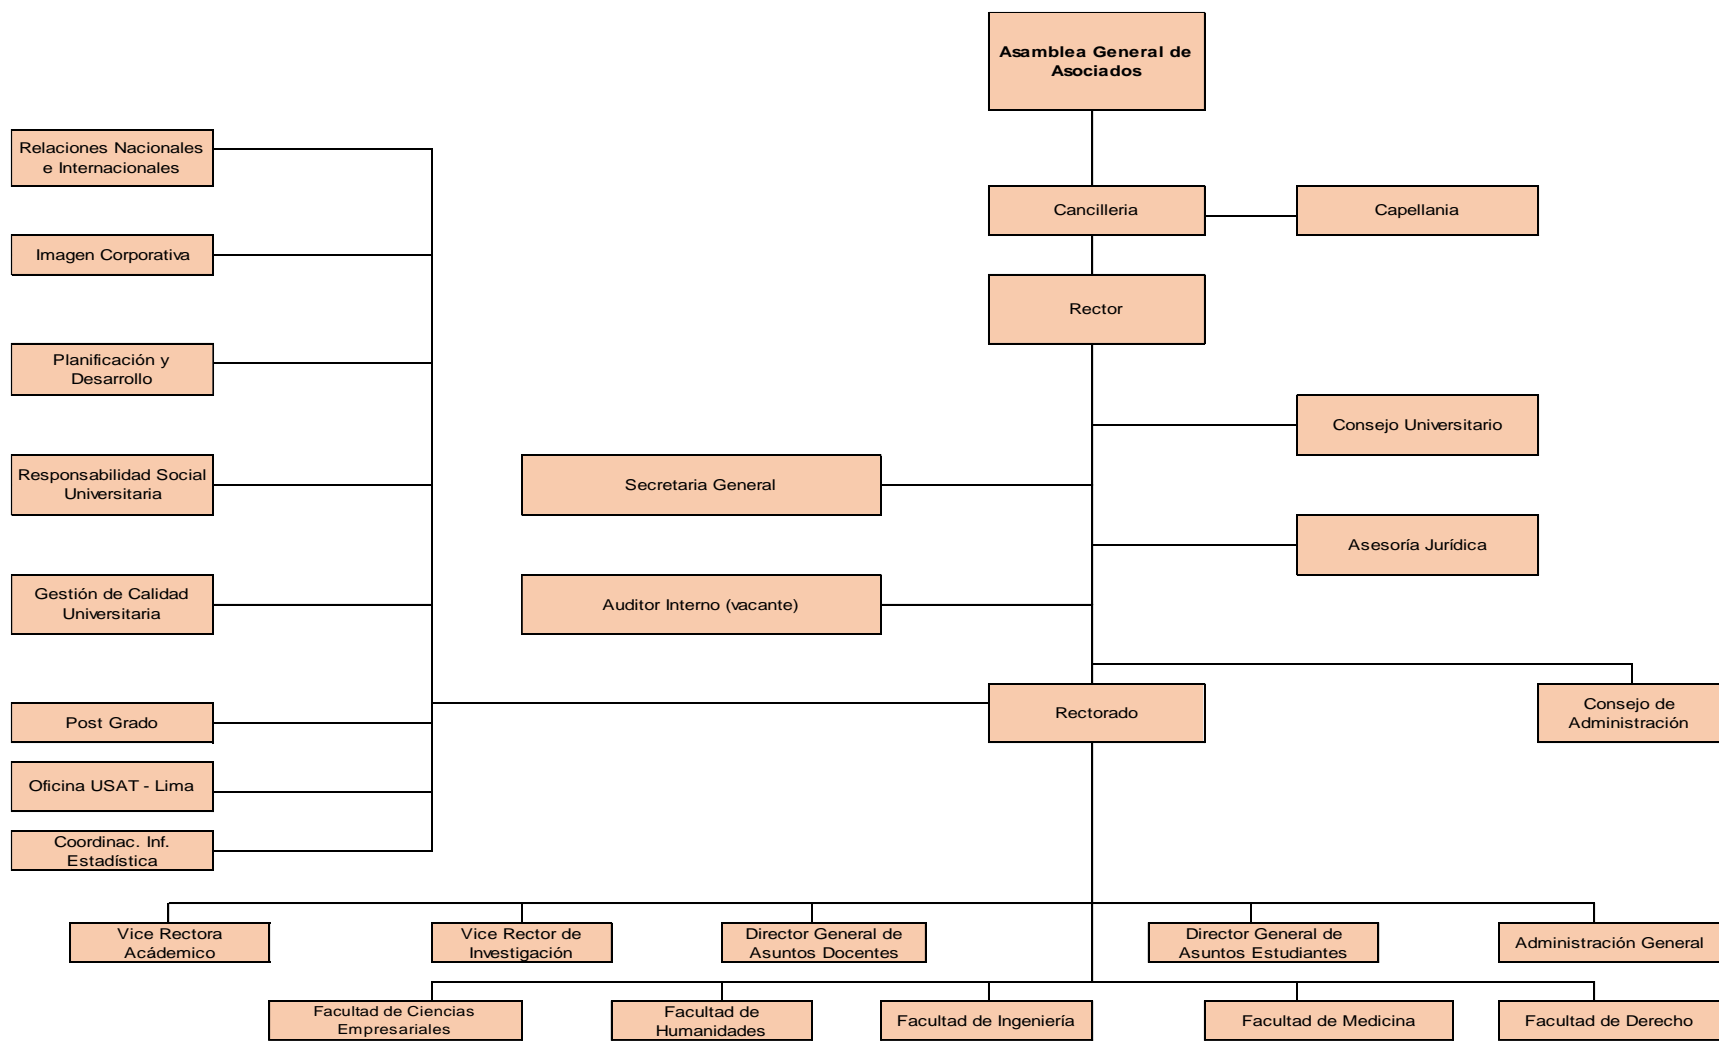 Asamblea General de
Asociados
Relaciones Nacionales
e Internacionales
Cancilleria
Capellania
Imagen Corporativa
Rector
Planificación y
Desarrollo
Consejo Universitario
Responsabilidad Social
Universitaria
Secretaria General
Asesoría Jurídica
Gestión de Calidad
Universitaria
Auditor Interno (vacante)
Post Grado
Rectorado
Consejo de
Administración
Oficina USAT - Lima
Coordinac. Inf.
Estadística
Vice Rectora
Acádemico
Vice Rector de
Investigación
Director General de
Asuntos Docentes
Director General de
Asuntos Estudiantes
Administración General
Facultad de Ciencias
Empresariales
Facultad de
Humanidades
Facultad de Ingeniería
Facultad de Medicina
Facultad de Derecho